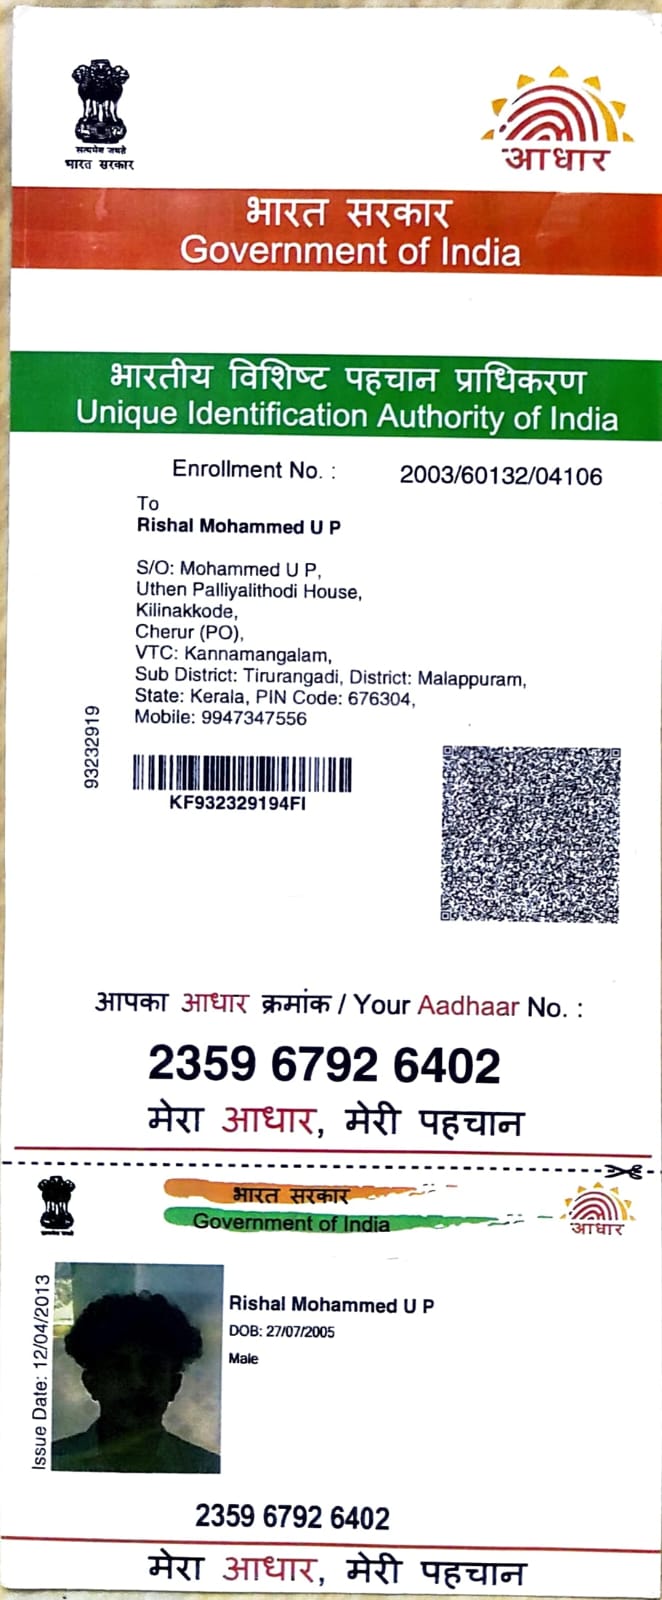 सत्यमेव जयते
भारत सरकार
आधार
भारत सरकार
Government of India
भारतीय विशिष्ट पहचान प्राधिकरण
Unique Identification Authority of India
Enrollment No. : 2003/60132/04106
To
Rishal Mohammed U P
S/O: Mohammed U P,
Uthen Palliyalithodi House,
Kilinakkode,
Cherur (PO),
VTC: Kannamangalam,
Sub District: Tirurangadi, District: Malappuram,
State: Kerala, PIN Code: 676304,
Mobile: 9947347556
93232919
KF932329194FI
आपका आधार क्रमांक / Your Aadhaar No. :
2359 6792 6402
मेरा आधार, मेरी पहचान
भारत सरकार
Government of India
आधार
Issue Date: 12/04/2013
Rishal Mohammed U P
DOB: 27/07/2005
Male
2359 6792 6402
मेरा आधार, मेरी पहचान